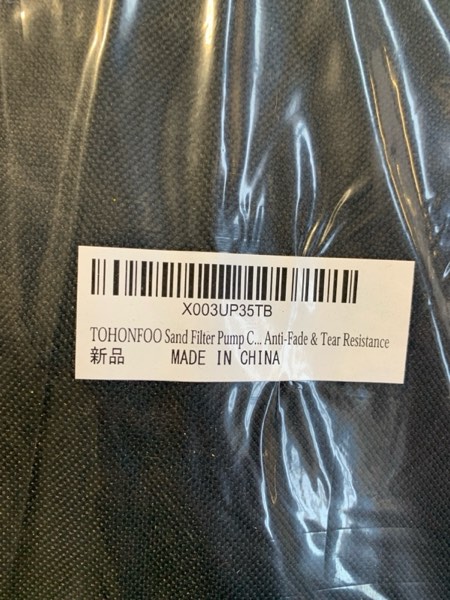 X003UP35TB
TOHONFOO Sand Filter Pump C... Anti-Fade & Tear Resistance
新品 MADE IN CHINA